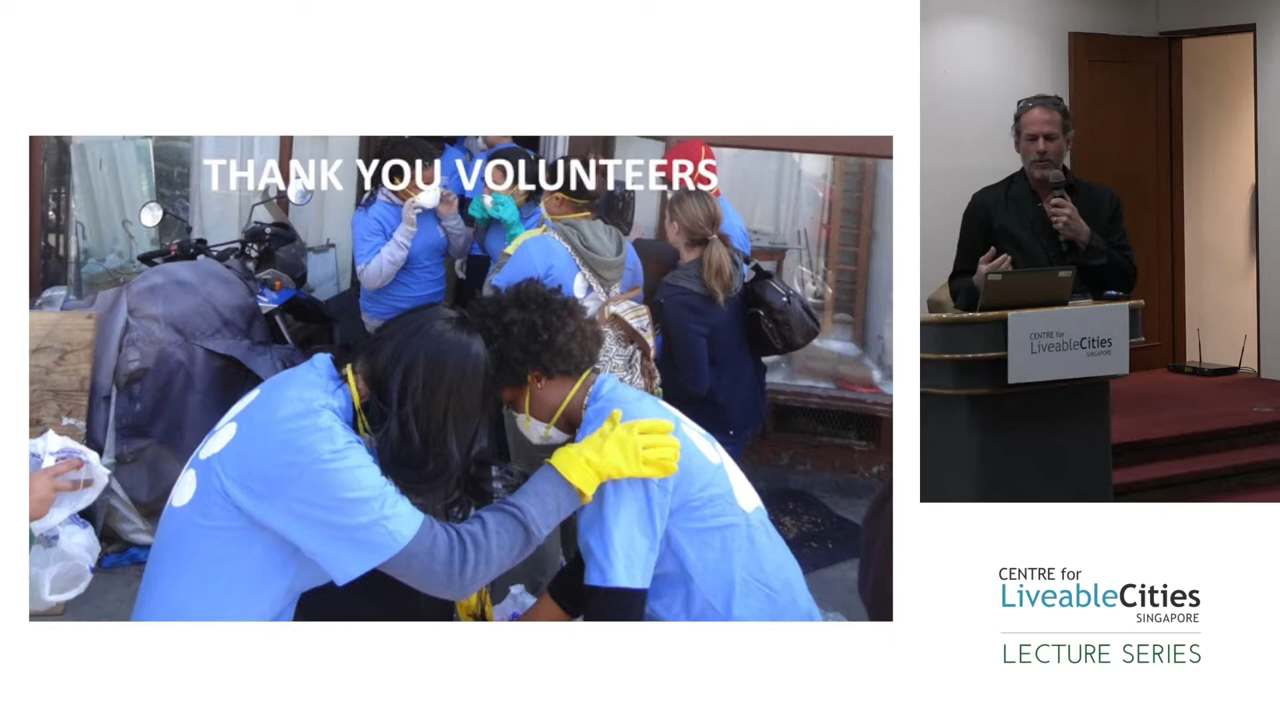 THANK YOU VOLUNTEERS
CENTRE for
LiveableCities
SINGAPORE
CENTRE for
LiveableCities
SINGAPORE
LECTURE SERIES